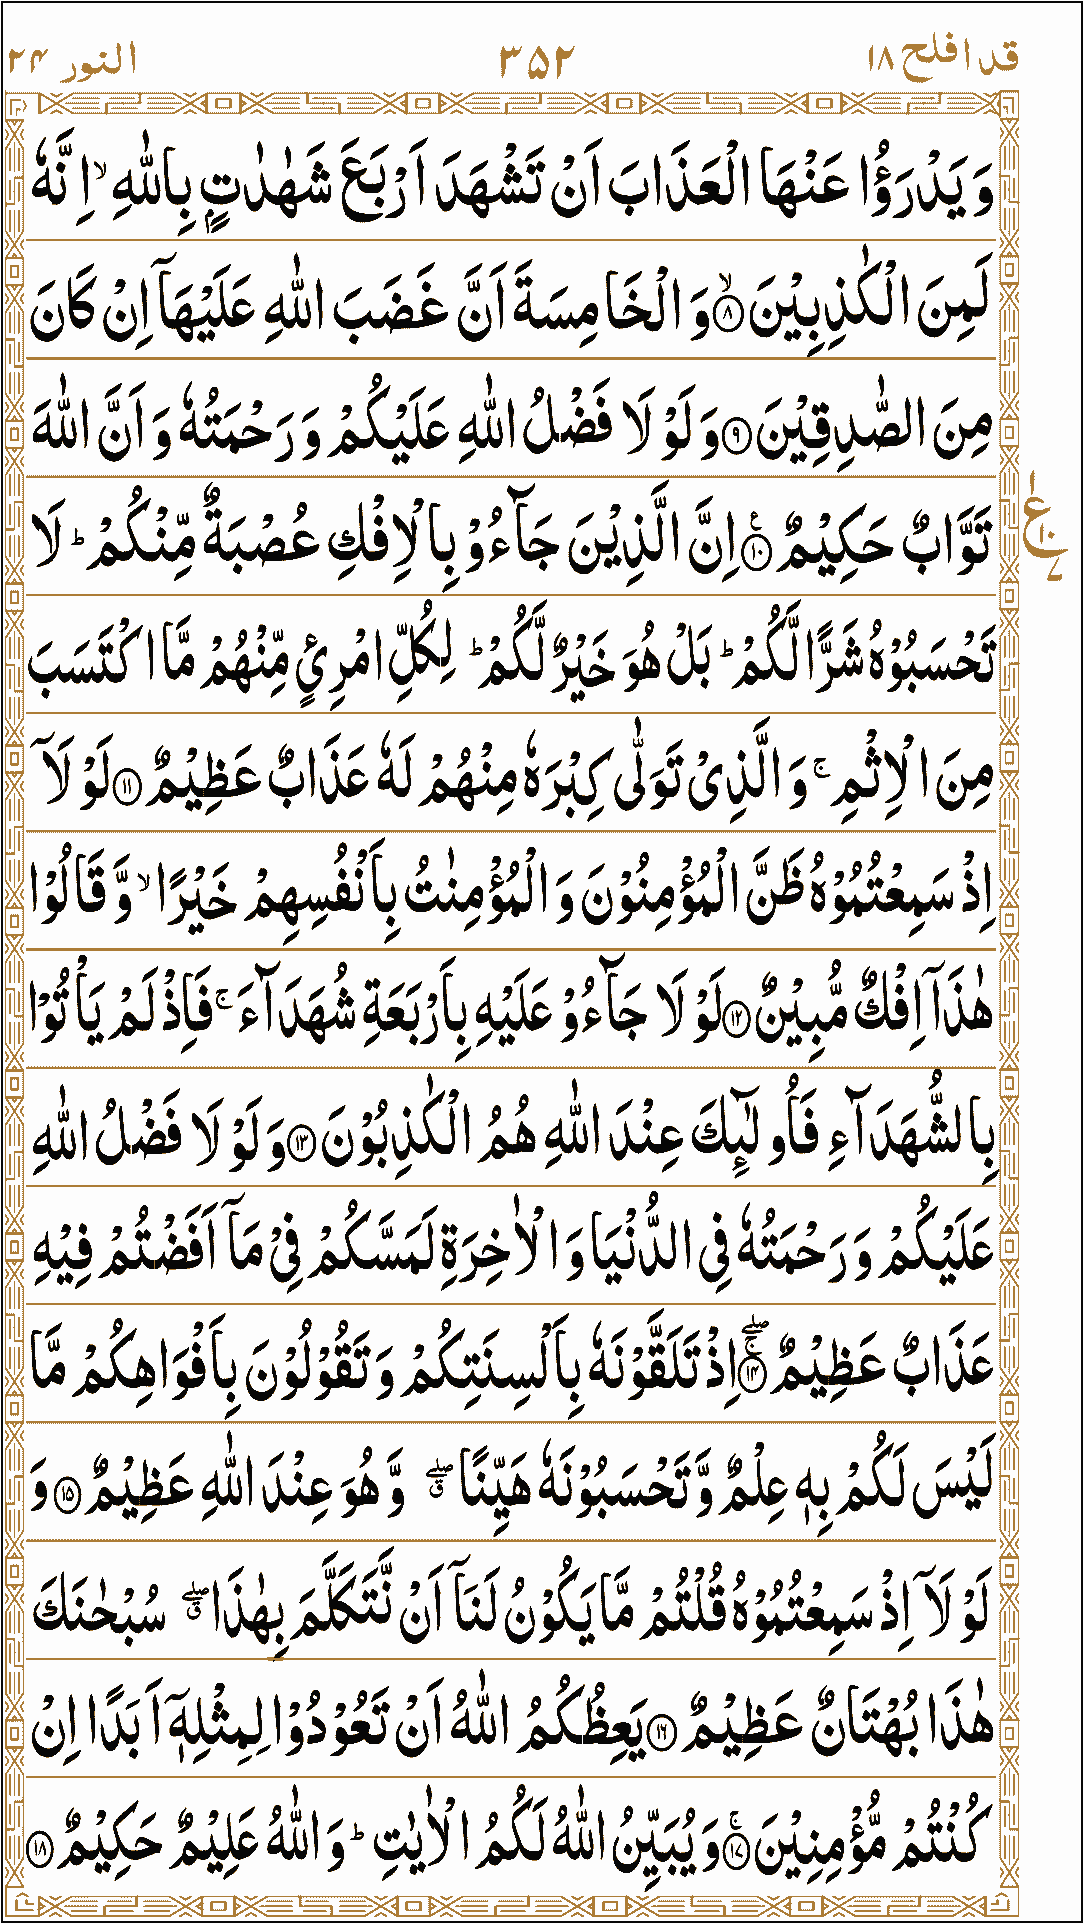 قد افلح ۱۸ ۳۵۲ النور ۲۴
وَ یَدْرَؤُا عَنْهَا الْعَذَابَ اَنْ تَشْهَدَ اَرْبَعَ شَهٰدٰتٍۭ بِاللّٰهِ ۙ اِنَّهٗ
لَمِنَ الْكٰذِبِیْنَ ۙ﴿۸﴾ وَ الْخَامِسَةَ اَنَّ غَضَبَ اللّٰهِ عَلَیْهَاۤ اِنْ كَانَ
مِنَ الصّٰدِقِیْنَ ﴿۹﴾ وَ لَوْ لَا فَضْلُ اللّٰهِ عَلَیْكُمْ وَ رَحْمَتُهٗ وَ اَنَّ اللّٰهَ
تَوَّابٌ حَكِیْمٌ ﴿۱۰﴾ اِنَّ الَّذِیْنَ جَآءُوْ بِالْاِفْكِ عُصْبَةٌ مِّنْكُمْ ؕ لَا
ع ۱ ۱۰ ۷
تَحْسَبُوْهُ شَرًّا لَّكُمْ ؕ بَلْ هُوَ خَیْرٌ لَّكُمْ ؕ لِكُلِّ امْرِئٍ مِّنْهُمْ مَّا اكْتَسَبَ
مِنَ الْاِثْمِ ۚ وَ الَّذِیْ تَوَلّٰى كِبْرَهٗ مِنْهُمْ لَهٗ عَذَابٌ عَظِیْمٌ ﴿۱۱﴾ لَوْ لَاۤ
اِذْ سَمِعْتُمُوْهُ ظَنَّ الْمُؤْمِنُوْنَ وَ الْمُؤْمِنٰتُ بِاَنْفُسِهِمْ خَیْرًا ۙ وَّ قَالُوْا
هٰذَاۤ اِفْكٌ مُّبِیْنٌ ﴿۱۲﴾ لَوْ لَا جَآءُوْ عَلَیْهِ بِاَرْبَعَةِ شُهَدَآءَ ۚ فَاِذْ لَمْ یَاْتُوْا
بِالشُّهَدَآءِ فَاُولٰٓىِٕكَ عِنْدَ اللّٰهِ هُمُ الْكٰذِبُوْنَ ﴿۱۳﴾ وَ لَوْ لَا فَضْلُ اللّٰهِ
عَلَیْكُمْ وَ رَحْمَتُهٗ فِی الدُّنْیَا وَ الْاٰخِرَةِ لَمَسَّكُمْ فِیْ مَاۤ اَفَضْتُمْ فِیْهِ
عَذَابٌ عَظِیْمٌ ۚۖ﴿۱۴﴾ اِذْ تَلَقَّوْنَهٗ بِاَلْسِنَتِكُمْ وَ تَقُوْلُوْنَ بِاَفْوَاهِكُمْ مَّا
لَیْسَ لَكُمْ بِهٖ عِلْمٌ وَّ تَحْسَبُوْنَهٗ هَیِّنًا ۖۗ وَّ هُوَ عِنْدَ اللّٰهِ عَظِیْمٌ ﴿۱۵﴾ وَ
لَوْ لَاۤ اِذْ سَمِعْتُمُوْهُ قُلْتُمْ مَّا یَكُوْنُ لَنَاۤ اَنْ نَّتَكَلَّمَ بِهٰذَا ۖۗ سُبْحٰنَكَ
هٰذَا بُهْتَانٌ عَظِیْمٌ ﴿۱۶﴾ یَعِظُكُمُ اللّٰهُ اَنْ تَعُوْدُوْا لِمِثْلِهٖۤ اَبَدًا اِنْ
كُنْتُمْ مُّؤْمِنِیْنَ ۚ﴿۱۷﴾ وَ یُبَیِّنُ اللّٰهُ لَكُمُ الْاٰیٰتِ ؕ وَ اللّٰهُ عَلِیْمٌ حَكِیْمٌ ﴿۱۸﴾